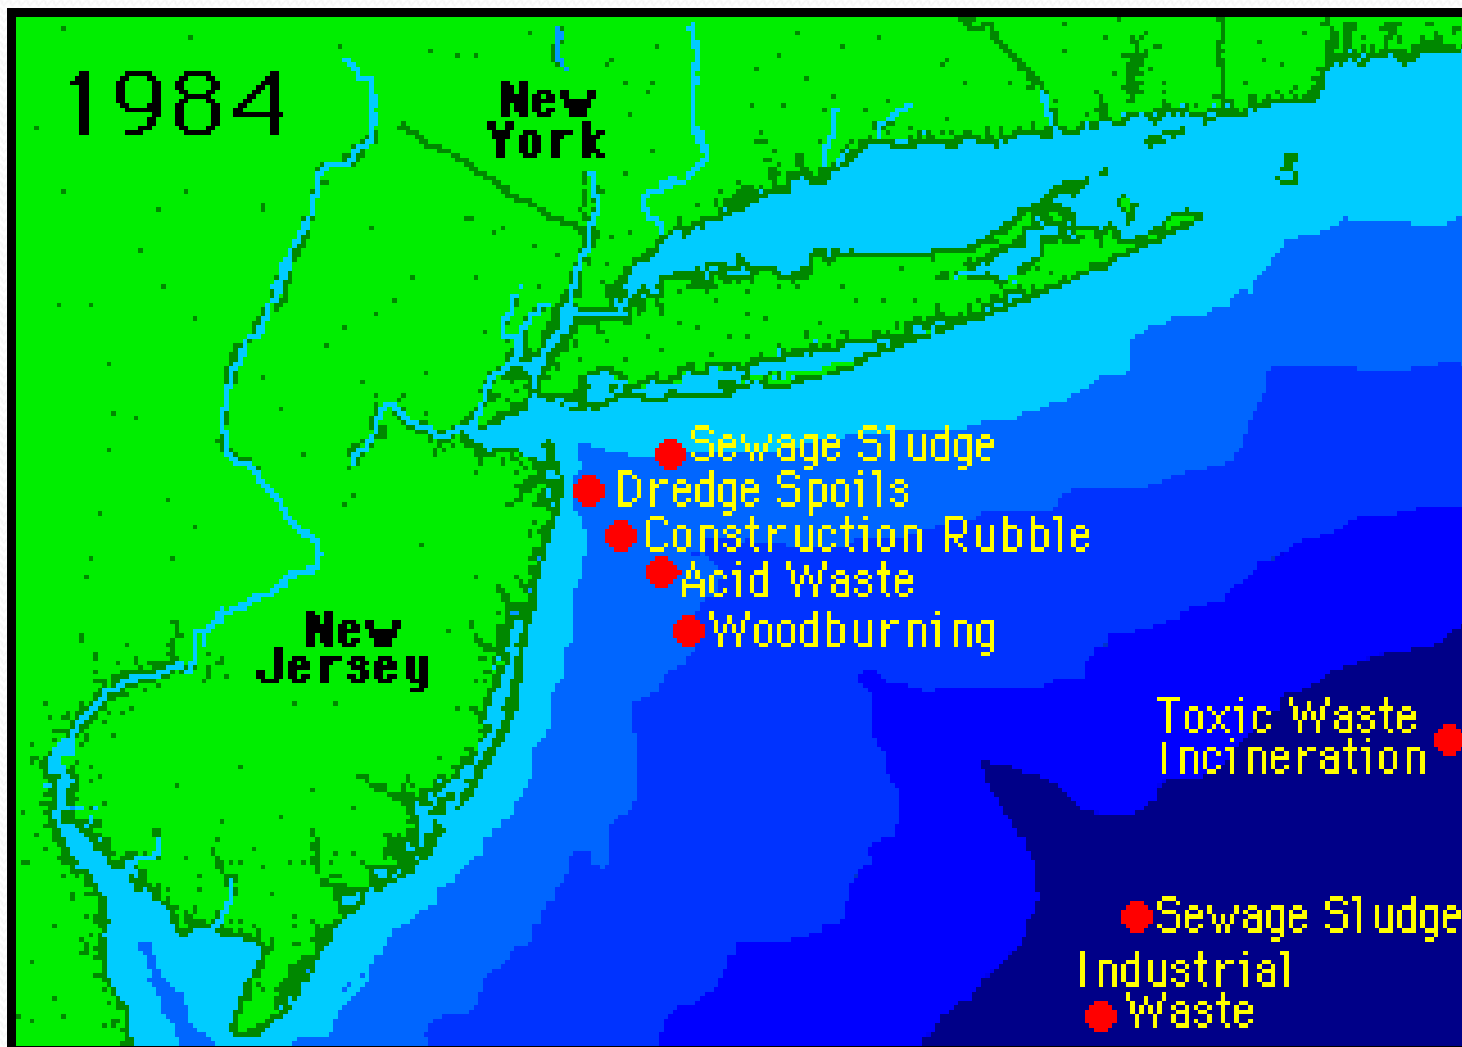 1984
New
York
Sewage Sludge
Dredge Spoils
Construction Rubble
Acid Waste
Woodburning
New
Jersey
Toxic Waste
Incineration
Sewage Sludge
Industrial
Waste